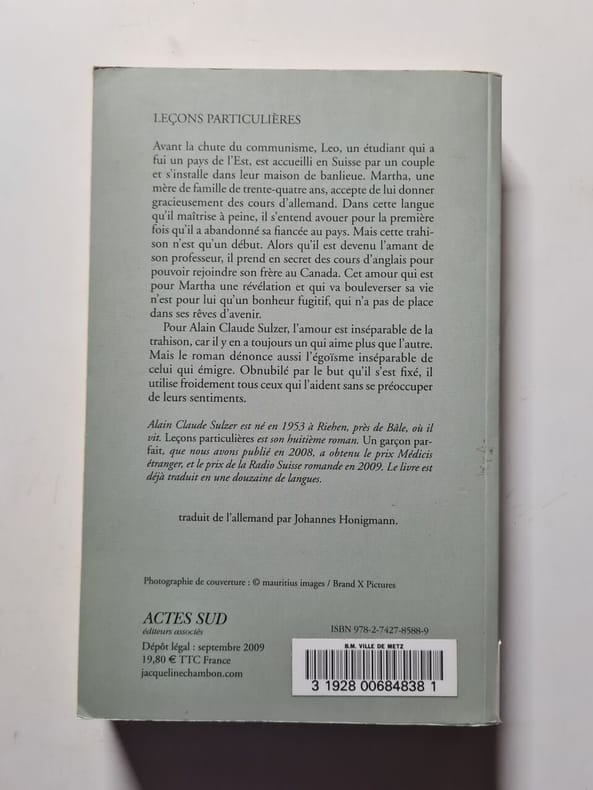 LEÇONS PARTICULIÈRES
Avant la chute du communisme, Leo, un étudiant qui a
fui un pays de l'Est, est accueilli en Suisse par un couple
et s'installe dans leur maison de banlieue. Martha, une
mère de famille de trente-quatre ans, accepte de lui donner
gracieusement des cours d'allemand. Dans cette langue
qu'il maîtrise à peine, il s'entend avouer pour la première
fois qu'il a abandonné sa fiancée au pays. Mais cette trahi-
son n'est qu'un début. Alors qu'il est devenu l'amant de
son professeur, il prend en secret des cours d'anglais pour
pouvoir rejoindre son frère au Canada. Cet amour qui est
pour Martha une révélation et qui va bouleverser sa vie
n'est pour lui qu'un bonheur fugitif, qui n'a pas de place
dans ses rêves d'avenir.
Pour Alain Claude Sulzer, l'amour est inséparable de la
trahison, car il y en a toujours un qui aime plus que l'autre.
Mais le roman dénonce aussi l'égoïsme inséparable de
celui qui émigre. Obnubilé par le but qu'il s'est fixé, il
utilise froidement tous ceux qui l'aident sans se préoccuper
de leurs sentiments.
Alain Claude Sulzer est né en 1953 à Riehen, près de Bâle, où il
vit. Leçons particulières est son huitième roman. Un garçon par-
fait, que nous avons publié en 2008, a obtenu le prix Médicis
étranger, et le prix de la Radio Suisse romande en 2009. Le livre est
déjà traduit en une douzaine de langues.
traduit de l'allemand par Johannes Honigmann.
Photographie de couverture : © mauritius images / Brand X Pictures
ACTES SUD
éditeurs associés
Dépôt légal : septembre 2009
19,80 € TTC France
jacquelinechambon.com
ISBN 978-2-7427-8588-9
B.M. VILLE DE METZ
3 1928 00684838 1